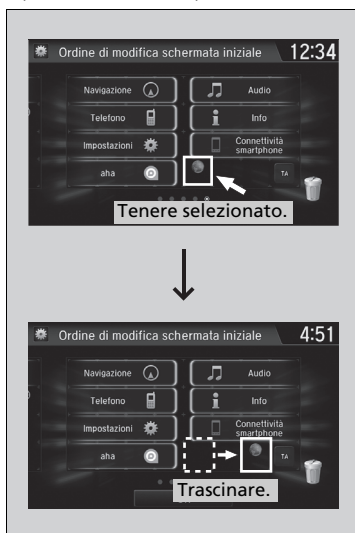 Ordine di modifica schermata iniziale 12:34
Navigazione Audio
Telefono Info
Impostazioni Connettività
smartphone
aha TA
Tenere selezionato.
Ordine di modifica schermata iniziale 4:51
Navigazione Audio
Telefono Info
Impostazioni Connettività
smartphone
aha TA
Trascinare.